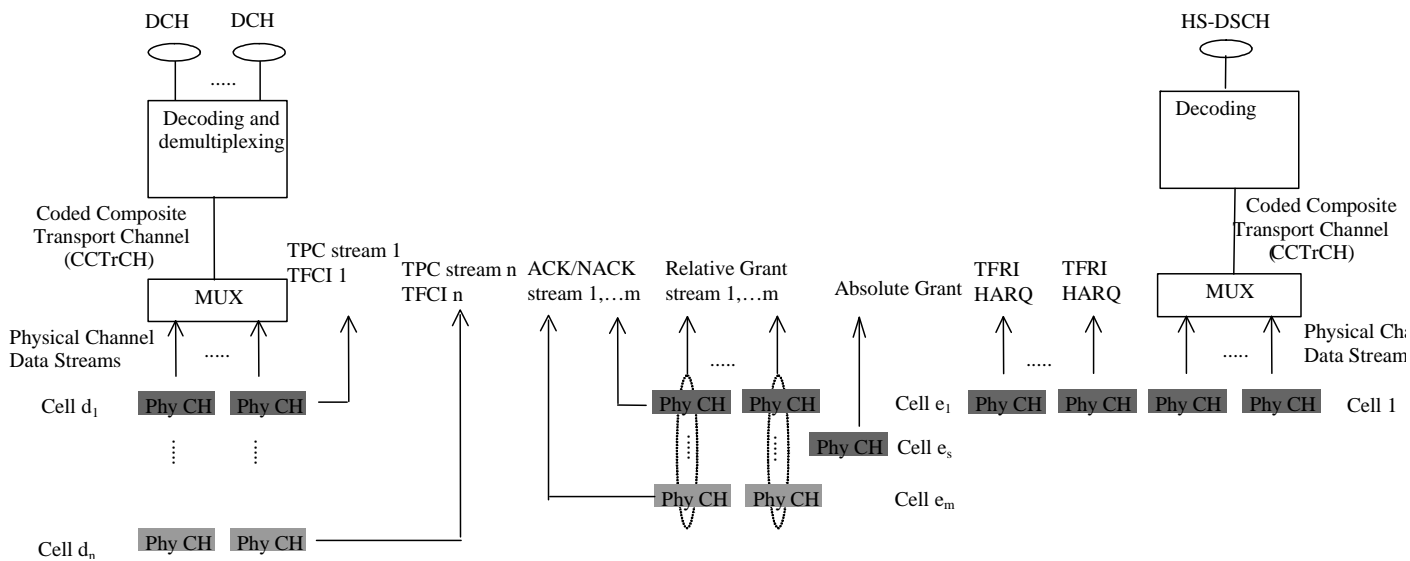 DCH DCH HS-DSCH
.....
Decoding and
demultiplexing
Decoding
Coded Composite
Transport Channel
(CCTrCH)
Coded Composite
Transport Channel
(CCTrCH)
TPC stream 1
TFCI 1
TPC stream n
TFCI n
ACK/NACK
stream 1,…m
Relative Grant
stream 1,…m
Absolute Grant
TFRI
HARQ
TFRI
HARQ
MUX
MUX
Physical Channel
Data Streams
.....
.....
.....
.....
Physical Cha
Data Stream
Cell d1 Phy CH Phy CH
Phy CH Phy CH Cell e1
Phy CH Phy CH Phy CH Phy CH Cell 1
Phy CH Cell es
Phy CH Phy CH Cell em
Cell dn Phy CH Phy CH